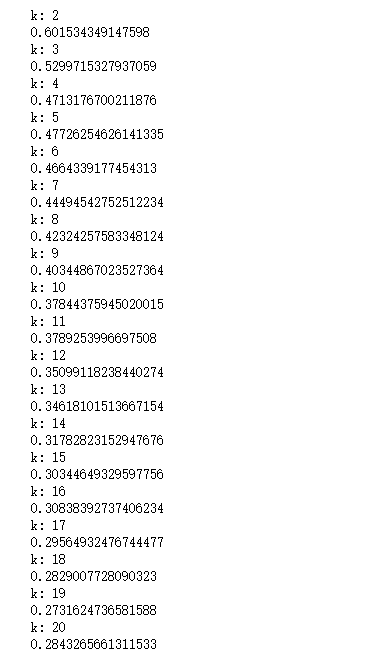 k: 2
0.601534349147598
k: 3
0.5299715327937059
k: 4
0.4713176700211876
k: 5
0.47726254626141335
k: 6
0.4664339177454313
k: 7
0.44494542752512234
k: 8
0.42324257583348124
k: 9
0.40344867023527364
k: 10
0.37844375945020015
k: 11
0.3789253996697508
k: 12
0.35099118238440274
k: 13
0.34618101513667154
k: 14
0.31782823152947676
k: 15
0.30344649329597756
k: 16
0.30838392737406234
k: 17
0.29564932476744477
k: 18
0.2829007728090323
k: 19
0.2731624736581588
k: 20
0.2843265661311533